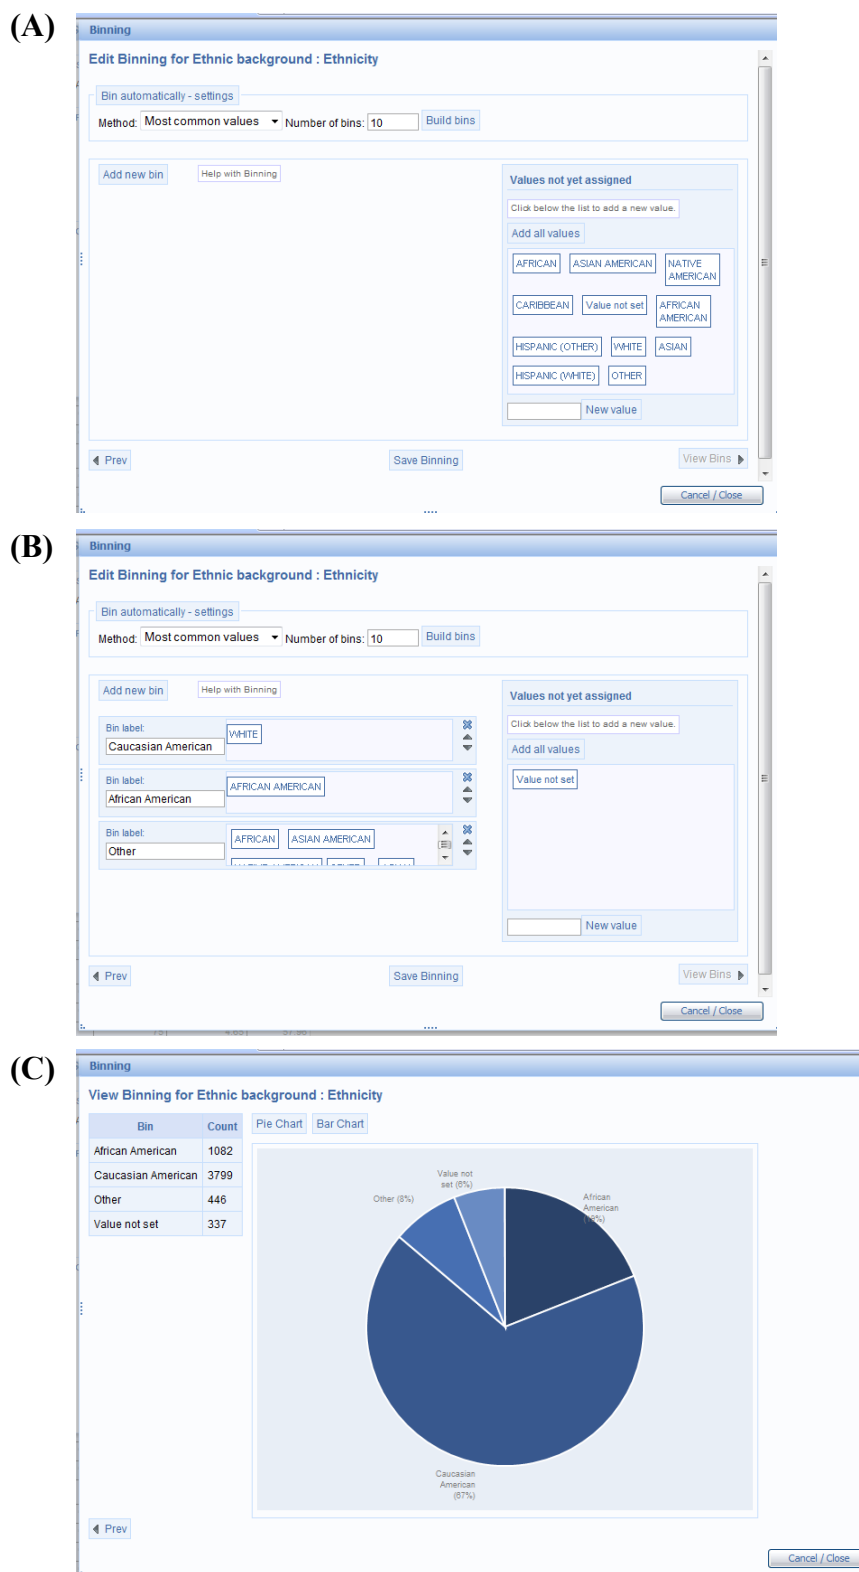 (A)
Binning
Edit Binning for Ethnic background : Ethnicity
Bin automatically - settings
Method: Most common values Number of bins: 10 Build bins
Add new bin Help with Binning
Values not yet assigned
Click below the list to add a new value.
Add all values
AFRICAN ASIAN AMERICAN NATIVE
AMERICAN
CARIBBEAN Value not set AFRICAN
AMERICAN
HISPANIC (OTHER) WHITE ASIAN
HISPANIC (WHITE) OTHER
New value
Prev Save Binning View Bins
Cancel / Close
(B)
Binning
Edit Binning for Ethnic background : Ethnicity
Bin automatically - settings
Method: Most common values Number of bins: 10 Build bins
Add new bin Help with Binning
Bin label:
Caucasian American
WHITE
Bin label:
African American
AFRICAN AMERICAN
Bin label:
Other
AFRICAN ASIAN AMERICAN
NATIVE AMERICAN OTHER ASIAN
Values not yet assigned
Click below the list to add a new value.
Add all values
Value not set
New value
Prev Save Binning View Bins
Cancel / Close
(C)
Binning
View Binning for Ethnic background : Ethnicity
Bin Count
African American 1082
Caucasian American 3799
Other 446
Value not set 337
Pie Chart Bar Chart
Value not
set (6%)
Other (8%)
African
American
(19%)
Caucasian
American
(67%)
Prev
Cancel / Close